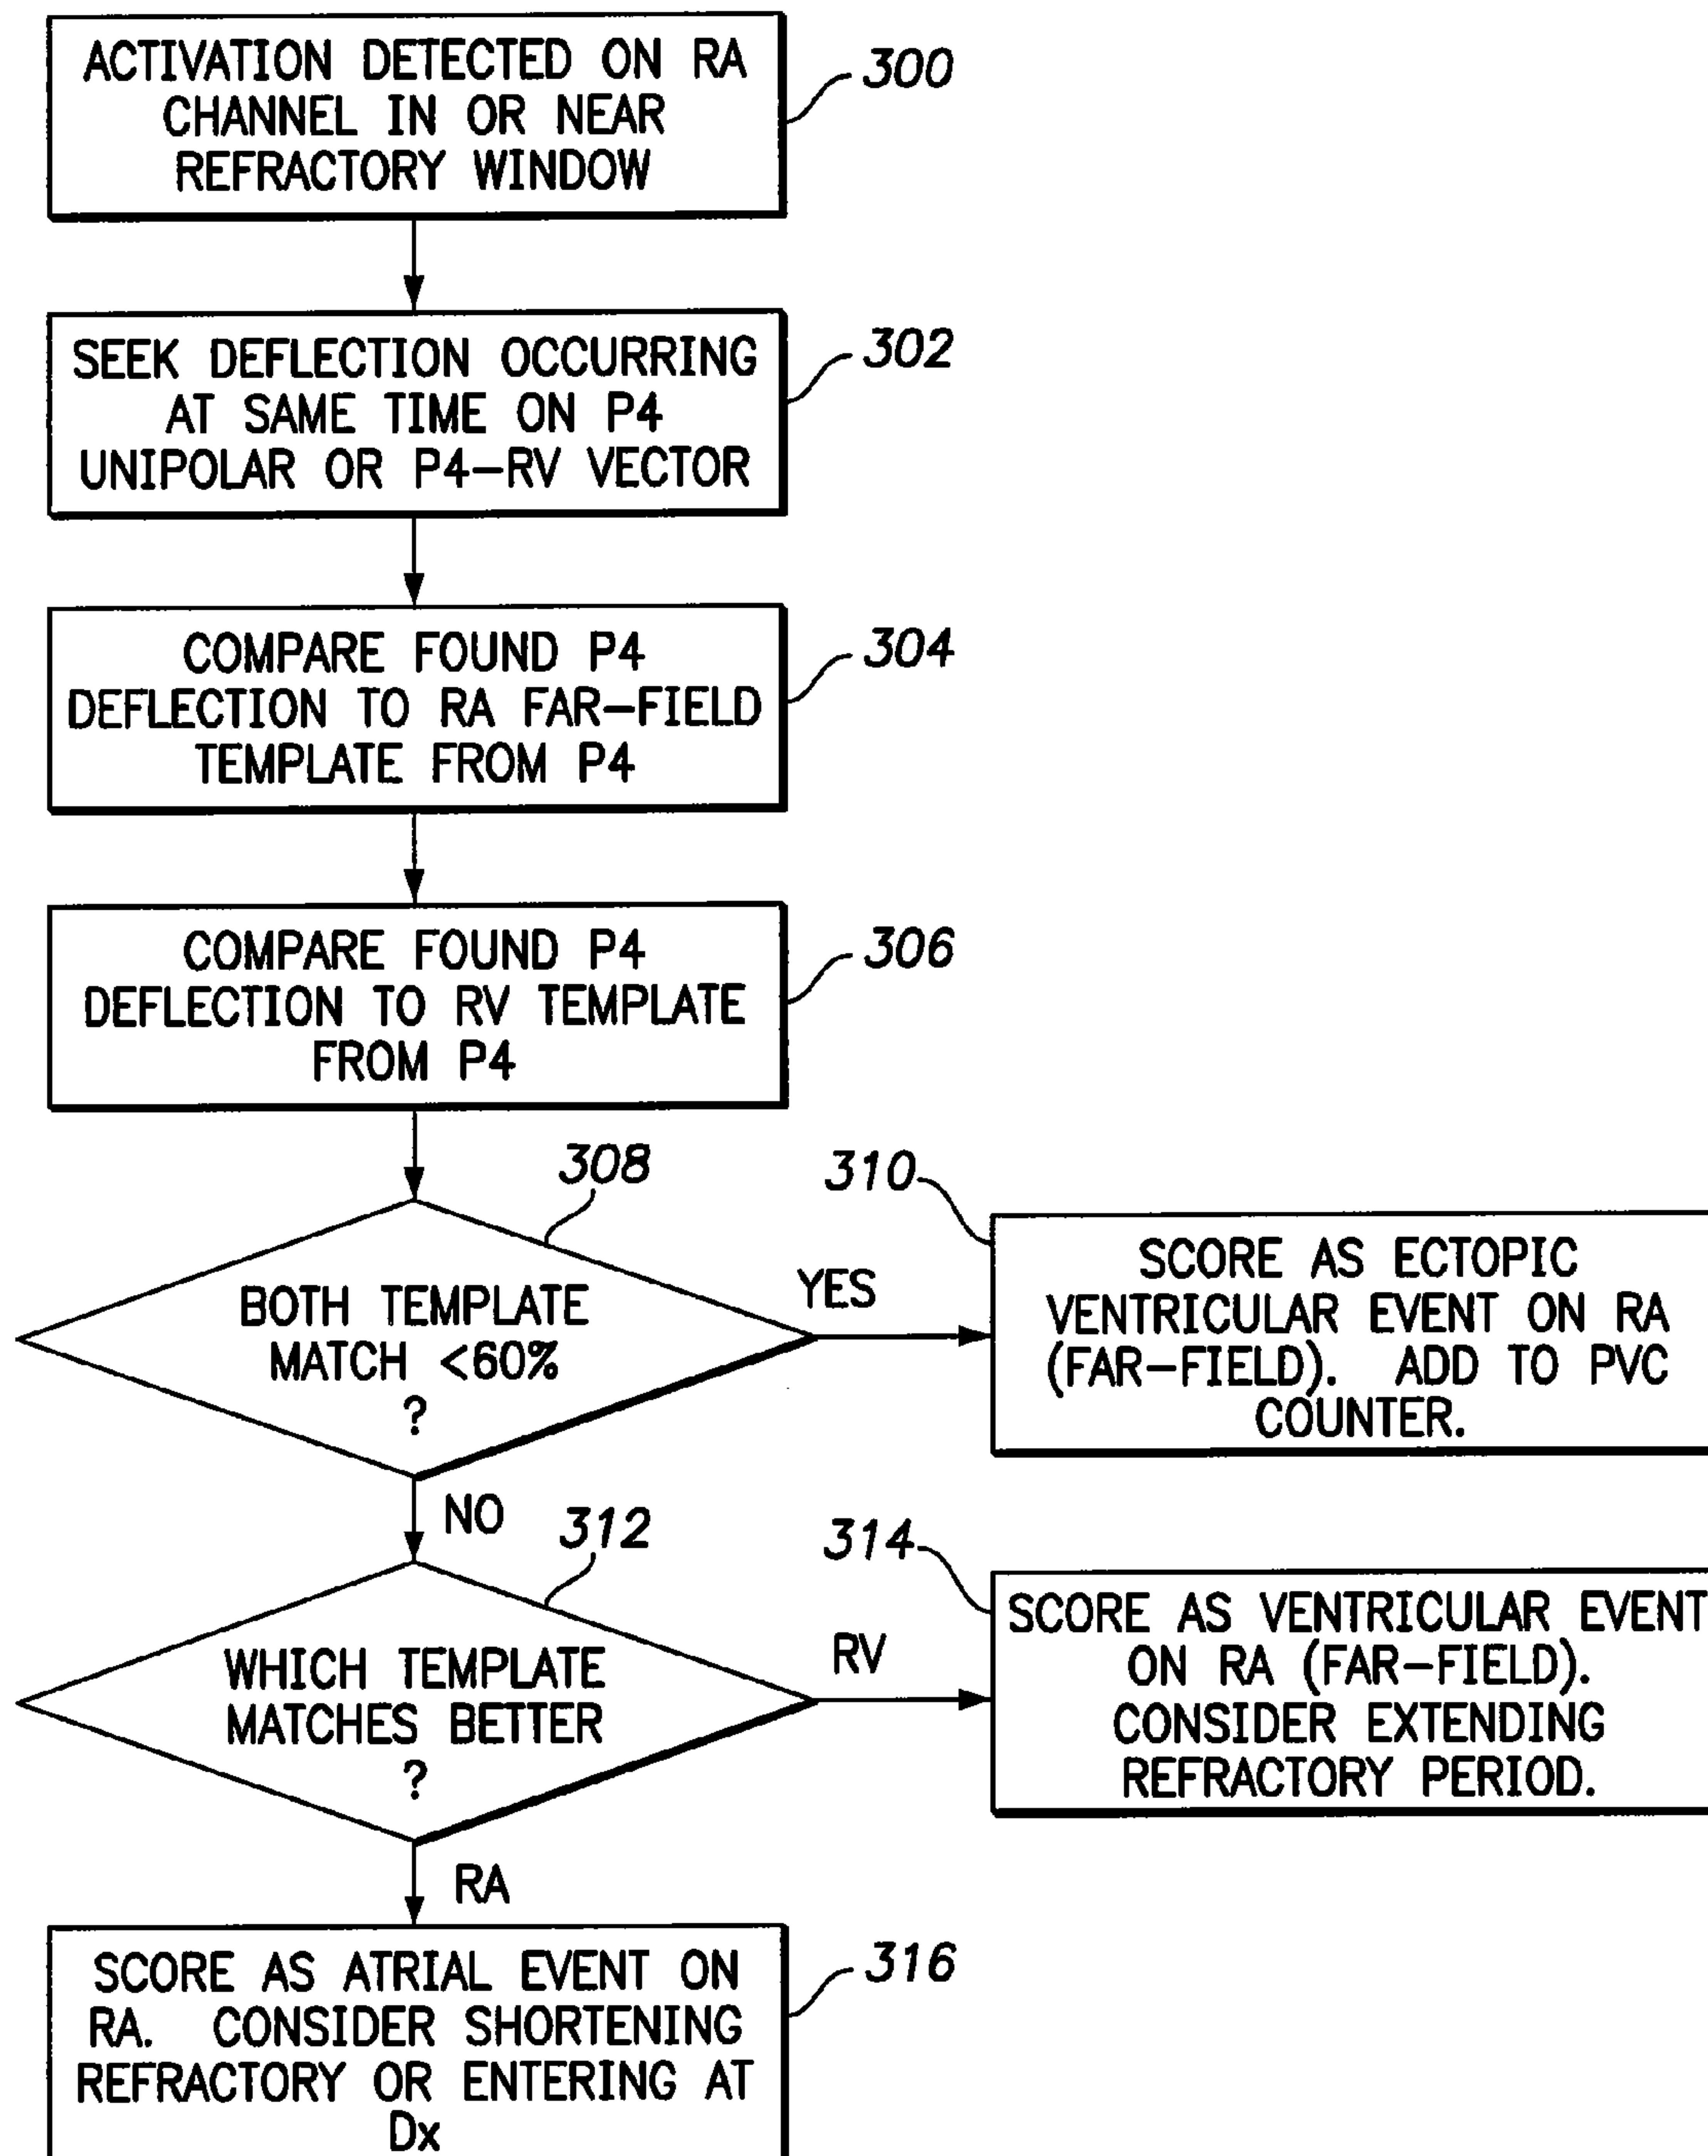 ACTIVATION DETECTED ON RA
CHANNEL IN OR NEAR
REFRACTORY WINDOW
300
SEEK DEFLECTION OCCURRING
AT SAME TIME ON P4
UNIPOLAR OR P4-RV VECTOR
302
COMPARE FOUND P4
DEFLECTION TO RA FAR-FIELD
TEMPLATE FROM P4
304
COMPARE FOUND P4
DEFLECTION TO RV TEMPLATE
FROM P4
306
308
BOTH TEMPLATE
MATCH <60%
?
YES
310
SCORE AS ECTOPIC
VENTRICULAR EVENT ON RA
(FAR-FIELD). ADD TO PVC
COUNTER.
NO
312
WHICH TEMPLATE
MATCHES BETTER
?
RV
314
SCORE AS VENTRICULAR EVENT
ON RA (FAR-FIELD).
CONSIDER EXTENDING
REFRACTORY PERIOD.
RA
SCORE AS ATRIAL EVENT ON
RA. CONSIDER SHORTENING
REFRACTORY OR ENTERING AT
Dx
316